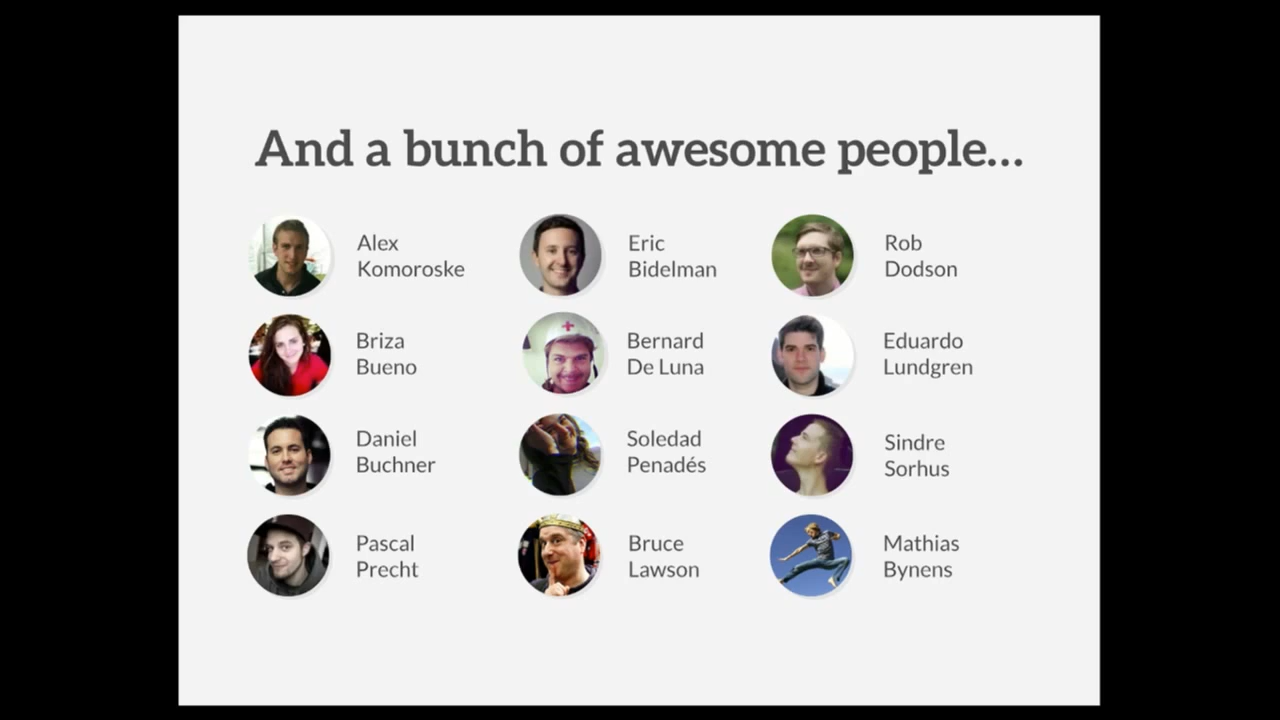 And a bunch of awesome people...
Alex
Komoroske
Eric
Bidelman
Rob
Dodson
Briza
Bueno
Bernard
De Luna
Eduardo
Lundgren
Daniel
Buchner
Soledad
Penadés
Sindre
Sorhus
Pascal
Precht
Bruce
Lawson
Mathias
Bynens